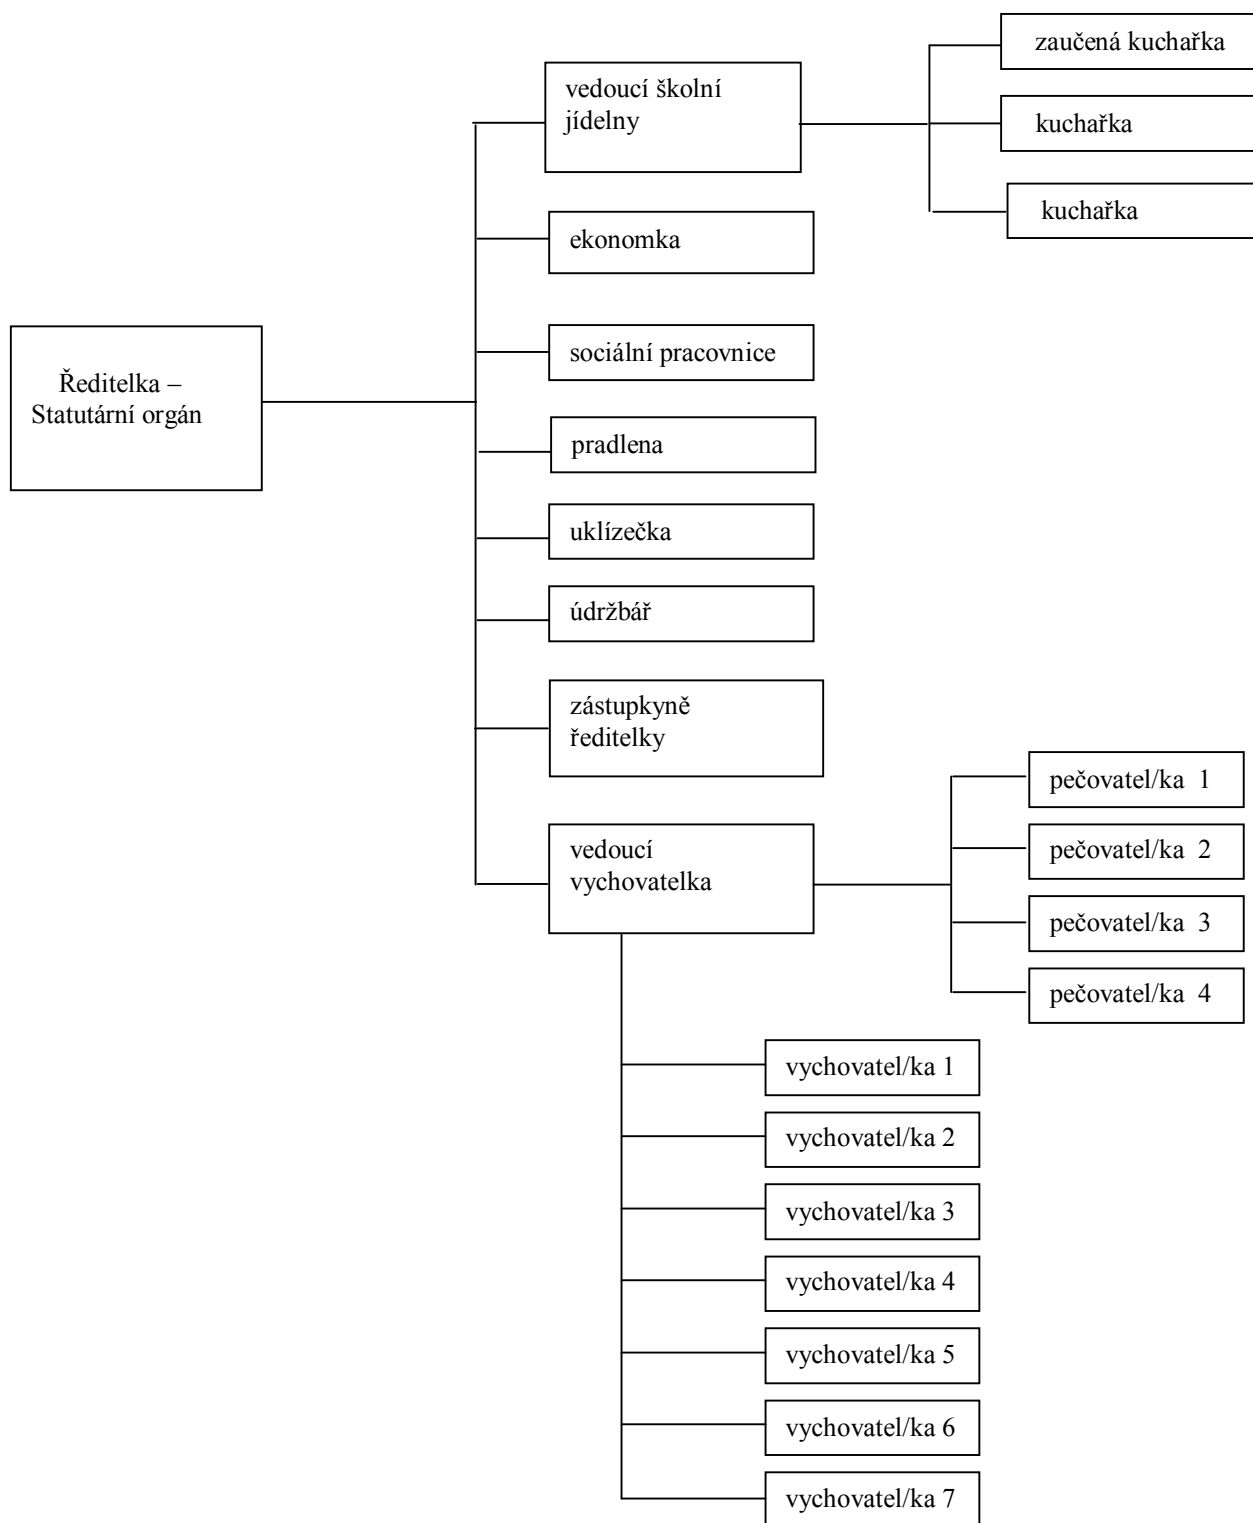 zaučená kuchařka
vedoucí školní
jídelny
kuchařka
kuchařka
ekonomka
sociální pracovnice
Ředitelka –
Statutární orgán
pradlena
uklízečka
údržbář
zástupkyně
ředitelky
vedoucí
vychovatelka
pečovatel/ka 1
pečovatel/ka 2
pečovatel/ka 3
pečovatel/ka 4
vychovatel/ka 1
vychovatel/ka 2
vychovatel/ka 3
vychovatel/ka 4
vychovatel/ka 5
vychovatel/ka 6
vychovatel/ka 7